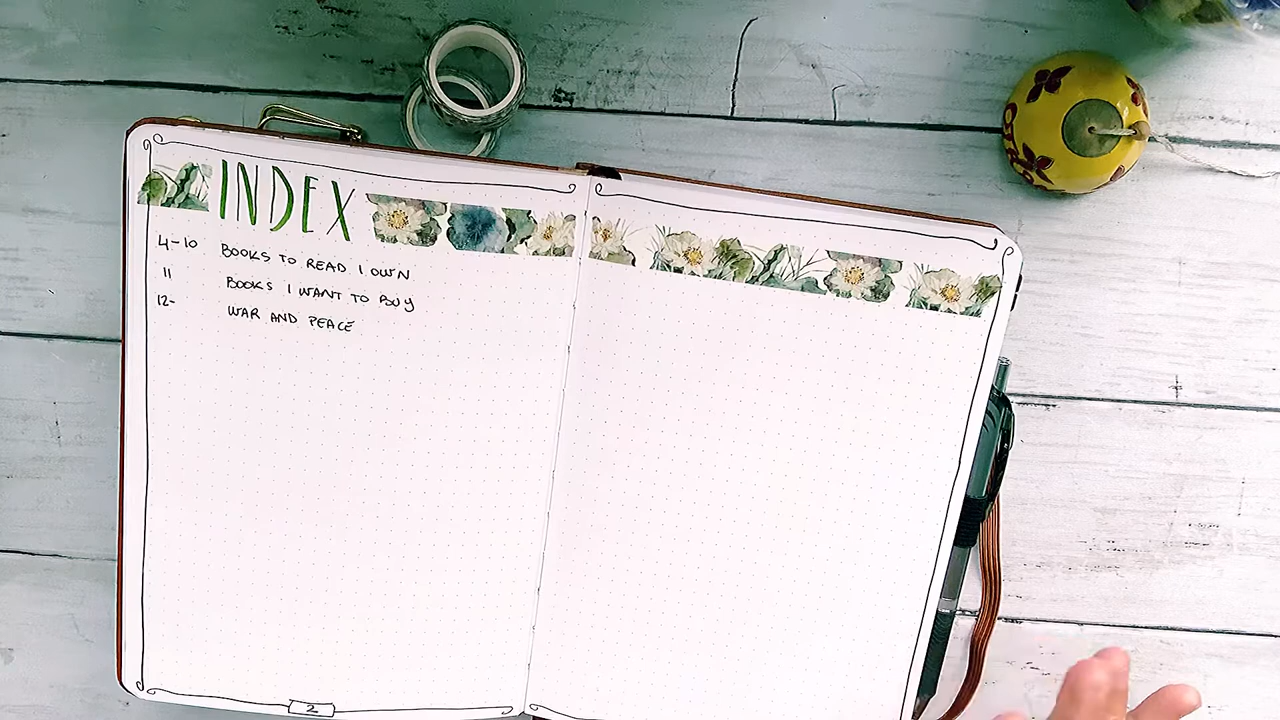 INDEX
4-10 BOOKS TO READ I OWN
11 BOOKS I WANT TO BUY
12- WAR AND PEACE
2